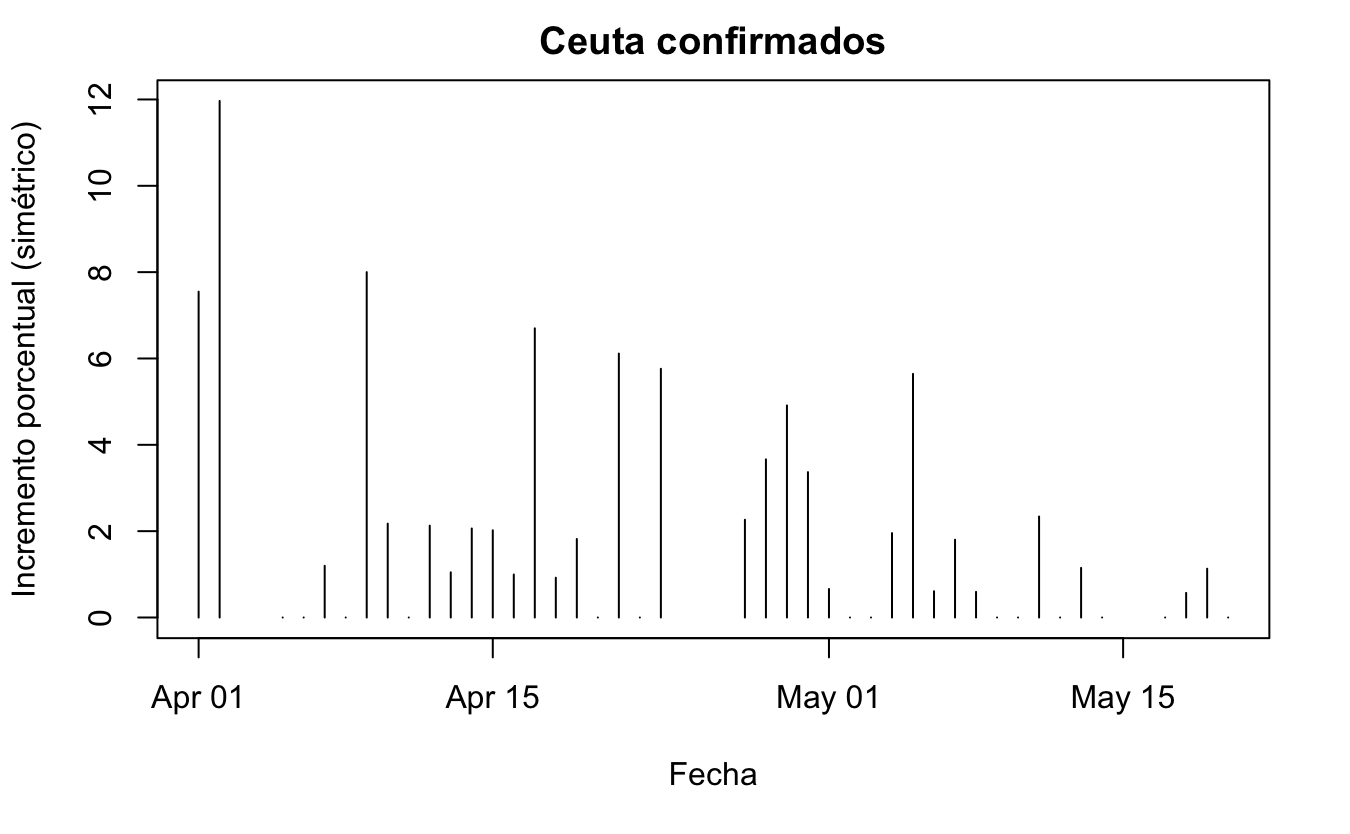 Ceuta confirmados
Incremento porcentual (simétrico)
12
10
8
6
4
2
0
Apr 01 Apr 15 May 01 May 15
Fecha